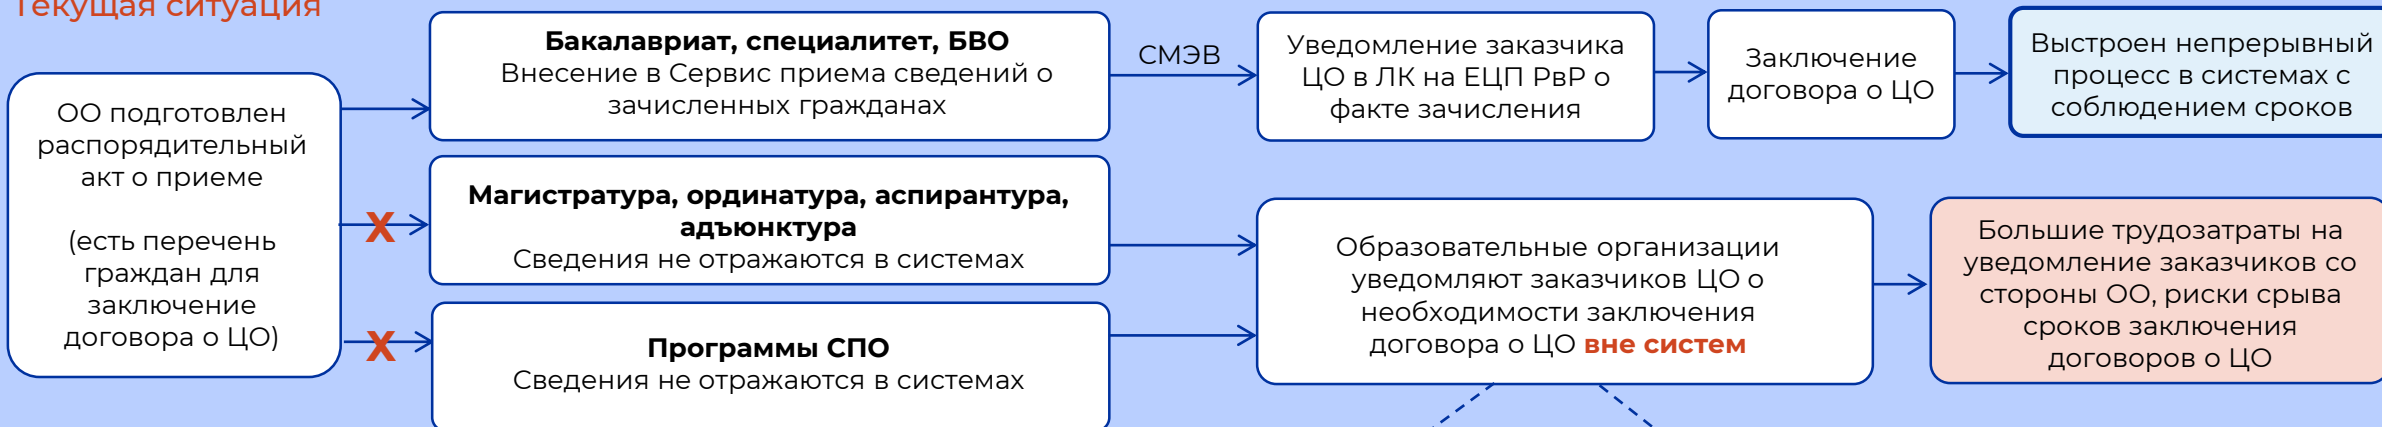 Текущая ситуация
ОО подготовлен
распорядительный
акт о приеме
(есть перечень
граждан для
заключение
договора о ЦО)
Бакалавриат, специалитет, БВО
Внесение в Сервис приема сведений о
зачисленных гражданах
СМЭВ
Уведомление заказчика
ЦО в ЛК на ЕЦП РвР о
факте зачисления
Заключение
договора о ЦО
Выстроен непрерывный
процесс в системах с
соблюдением сроков
X
Магистратура, ординатура, аспирантура,
адъюнктура
Сведения не отражаются в системах
X
Программы СПО
Сведения не отражаются в системах
Образовательные организации
уведомляют заказчиков ЦО о
необходимости заключения
договора о ЦО вне систем
Большие трудозатраты на
уведомление заказчиков со
стороны ОО, риски срыва
сроков заключения
договоров о ЦО